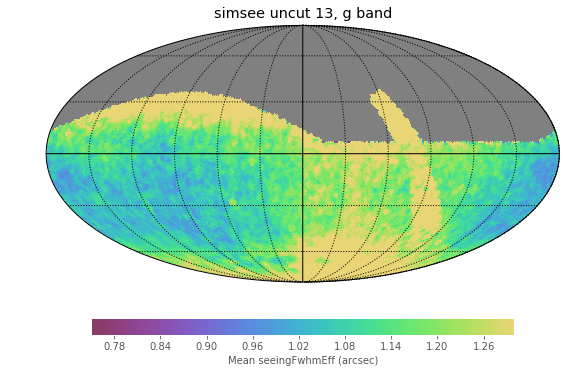 simsee uncut 13, g band
0.78 0.84 0.90 0.96 1.02 1.08 1.14 1.20 1.26
Mean seeingFwhmEff (arcsec)